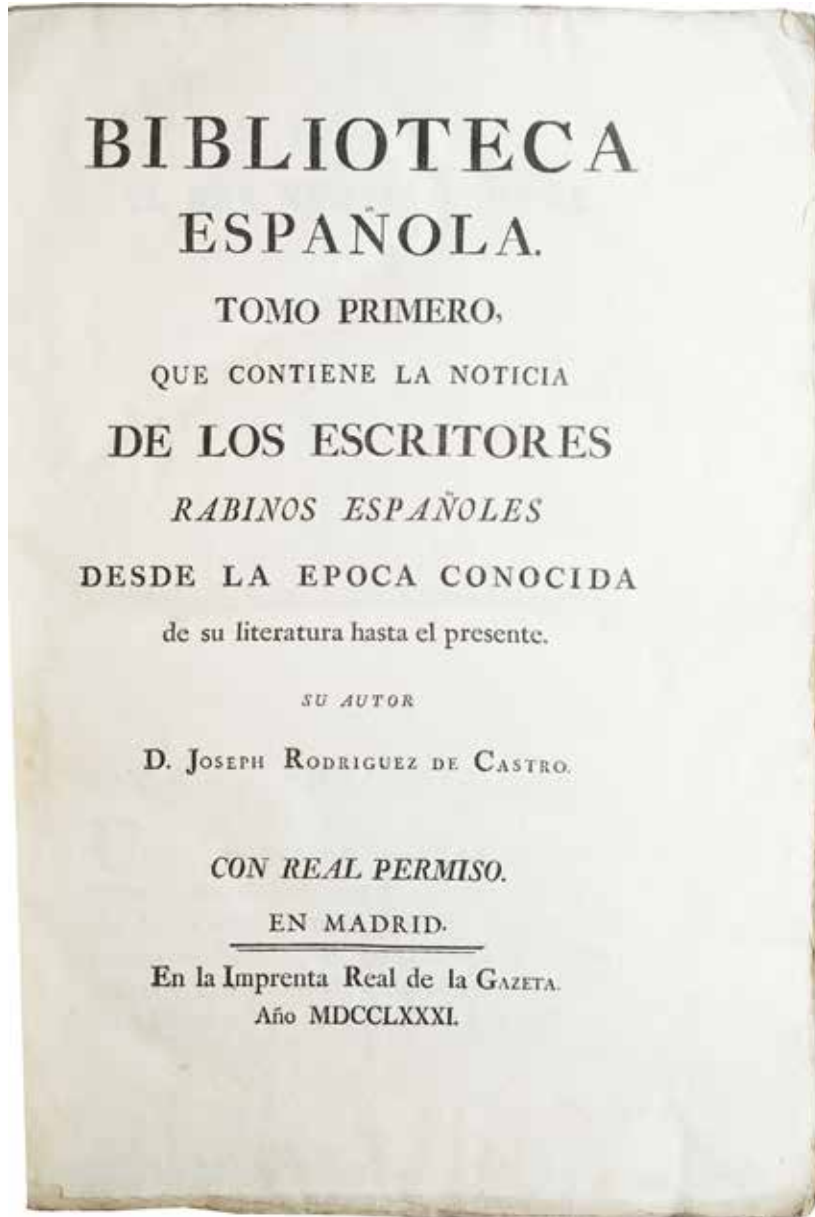 BIBLIOTECA
ESPAÑOLA.
TOMO PRIMERO,
QUE CONTIENE LA NOTICIA
DE LOS ESCRITORES
RABINOS ESPAÑOLES
DESDE LA EPOCA CONOCIDA
de su literatura hasta el presente.
SU AUTOR
D. JOSEPH RODRIGUEZ DE CASTRO.
CON REAL PERMISO.
EN MADRID.
En la Imprenta Real de la GAZETA.
Año MDCCLXXXI.